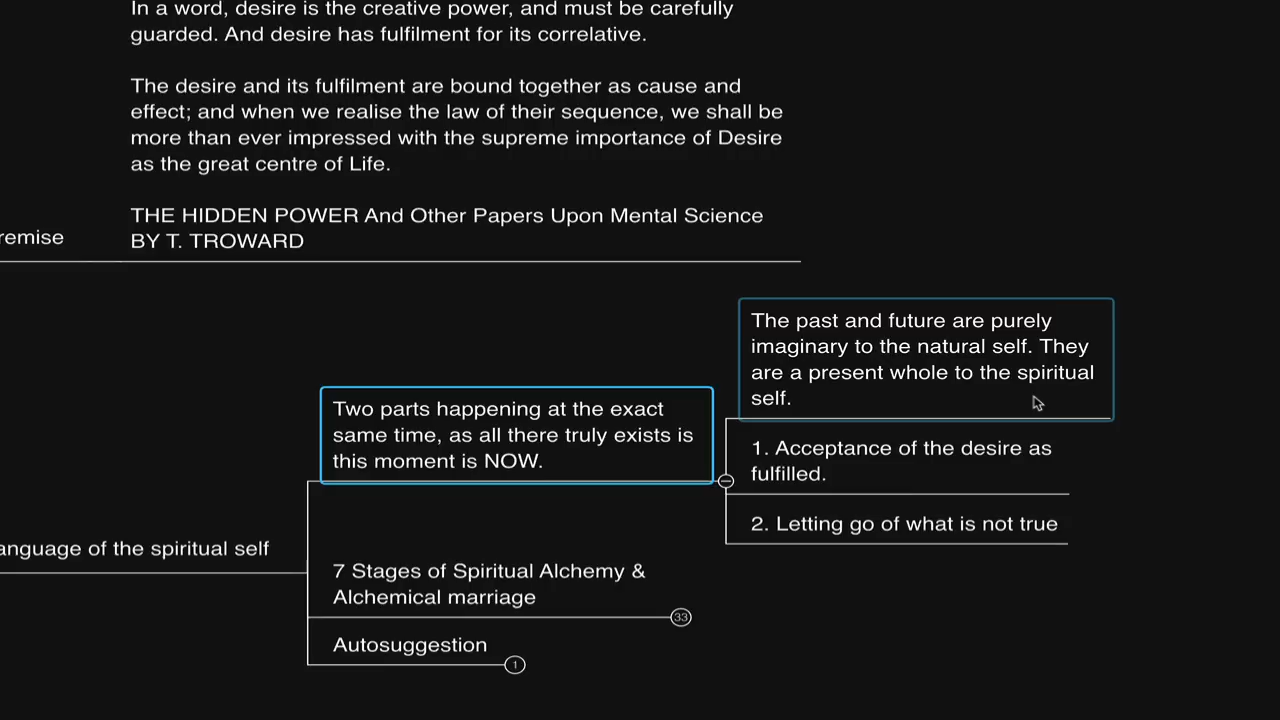 In a word, desire is the creative power, and must be carefully
guarded. And desire has fulfilment for its correlative.
The desire and its fulfilment are bound together as cause and
effect; and when we realise the law of their sequence, we shall be
more than ever impressed with the supreme importance of Desire
as the great centre of Life.
THE HIDDEN POWER And Other Papers Upon Mental Science
BY T. TROWARD
remise
The past and future are purely
imaginary to the natural self. They
are a present whole to the spiritual
self.
Two parts happening at the exact
same time, as all there truly exists is
this moment is NOW.
1. Acceptance of the desire as
fulfilled.
2. Letting go of what is not true
anguage of the spiritual self
7 Stages of Spiritual Alchemy &
Alchemical marriage
33
Autosuggestion
1